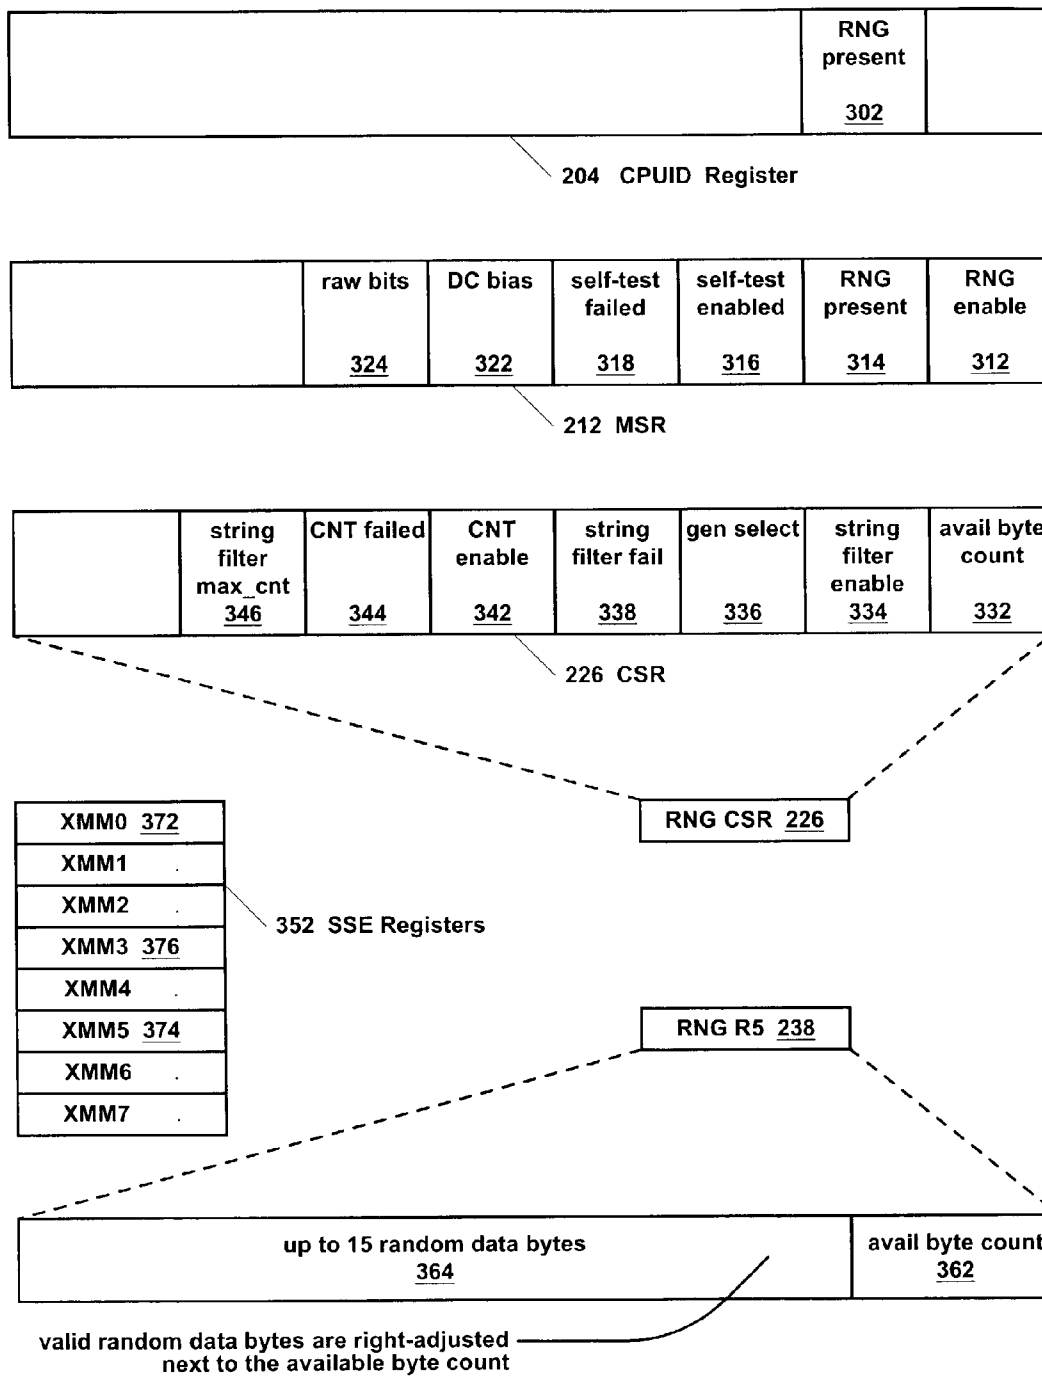 RNG
present
302
204 CPUID Register
raw bits
324
DC bias
322
self-test
failed
318
self-test
enabled
316
RNG
present
314
RNG
enable
312
212 MSR
string
filter
max_cnt
346
CNT failed
344
CNT
enable
342
string
filter fail
338
gen select
336
string
filter
enable
334
avail byte
count
332
226 CSR
RNG CSR 226
XMM0 372
XMM1
XMM2
XMM3 376
XMM4
XMM5 374
XMM6
XMM7
352 SSE Registers
RNG R5 238
up to 15 random data bytes
364
avail byte count
362
valid random data bytes are right-adjusted
next to the available byte count